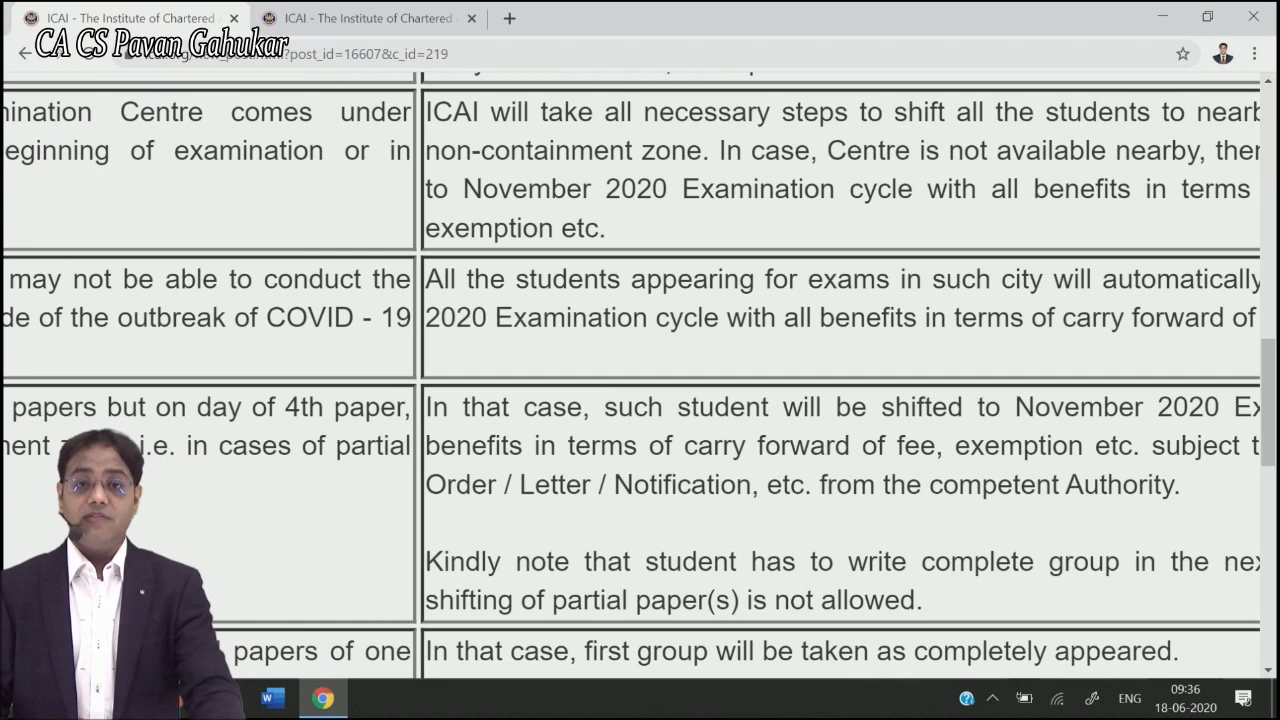 ICAI - The Institute of Chartered
ICAI - The Institute of Chartered
CA CS Pavan Gahukar
?post_id=16607&c_id=219
Centre comes under
of examination or in
ICAI will take all necessary steps to shift all the students to
non-containment zone. In case, Centre is not available nearby,
to November 2020 Examination cycle with all benefits in terms
exemption etc.
may not be able to conduct the
of the outbreak of COVID - 19
All the students appearing for exams in such city will automatically
2020 Examination cycle with all benefits in terms of carry forward of
papers but on day of 4th paper,
i.e. in cases of partial
In that case, such student will be shifted to November 2020
benefits in terms of carry forward of fee, exemption etc. subject
Order / Letter / Notification, etc. from the competent Authority.
Kindly note that student has to write complete group in the
shifting of partial paper(s) is not allowed.
papers of one
In that case, first group will be taken as completely appeared.
ENG
09:36
18-06-2020